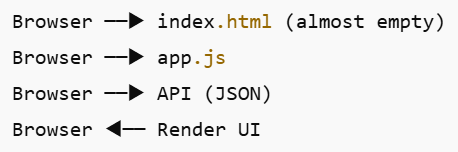 Browser ──▶ index.html (almost empty)
Browser ──▶ app.js
Browser ──▶ API (JSON)
Browser ◀── Render UI